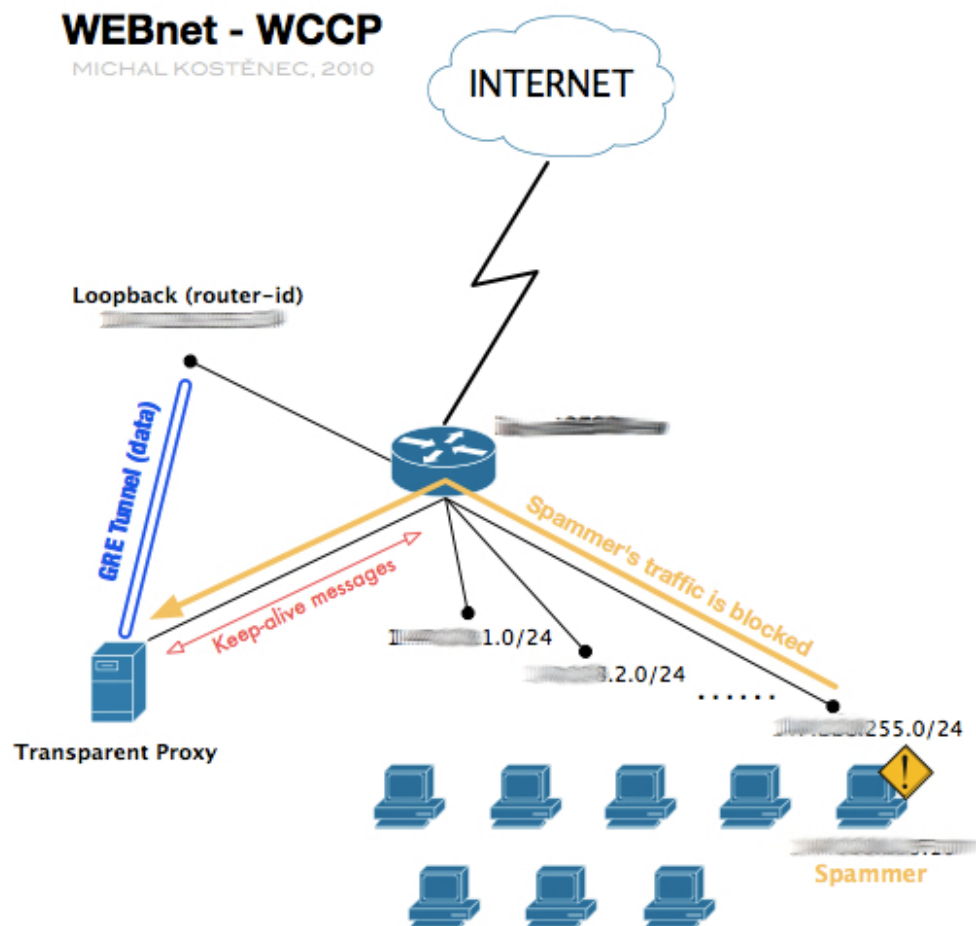 WEBnet - WCCP
MICHAL KOSTĚNEC, 2010
INTERNET
Loopback (router-id)
GRE Tunnel (data)
Keep-alive messages
Spammer's traffic is blocked
1.0/24
.2.0/24
......
255.0/24
Transparent Proxy
!
Spammer